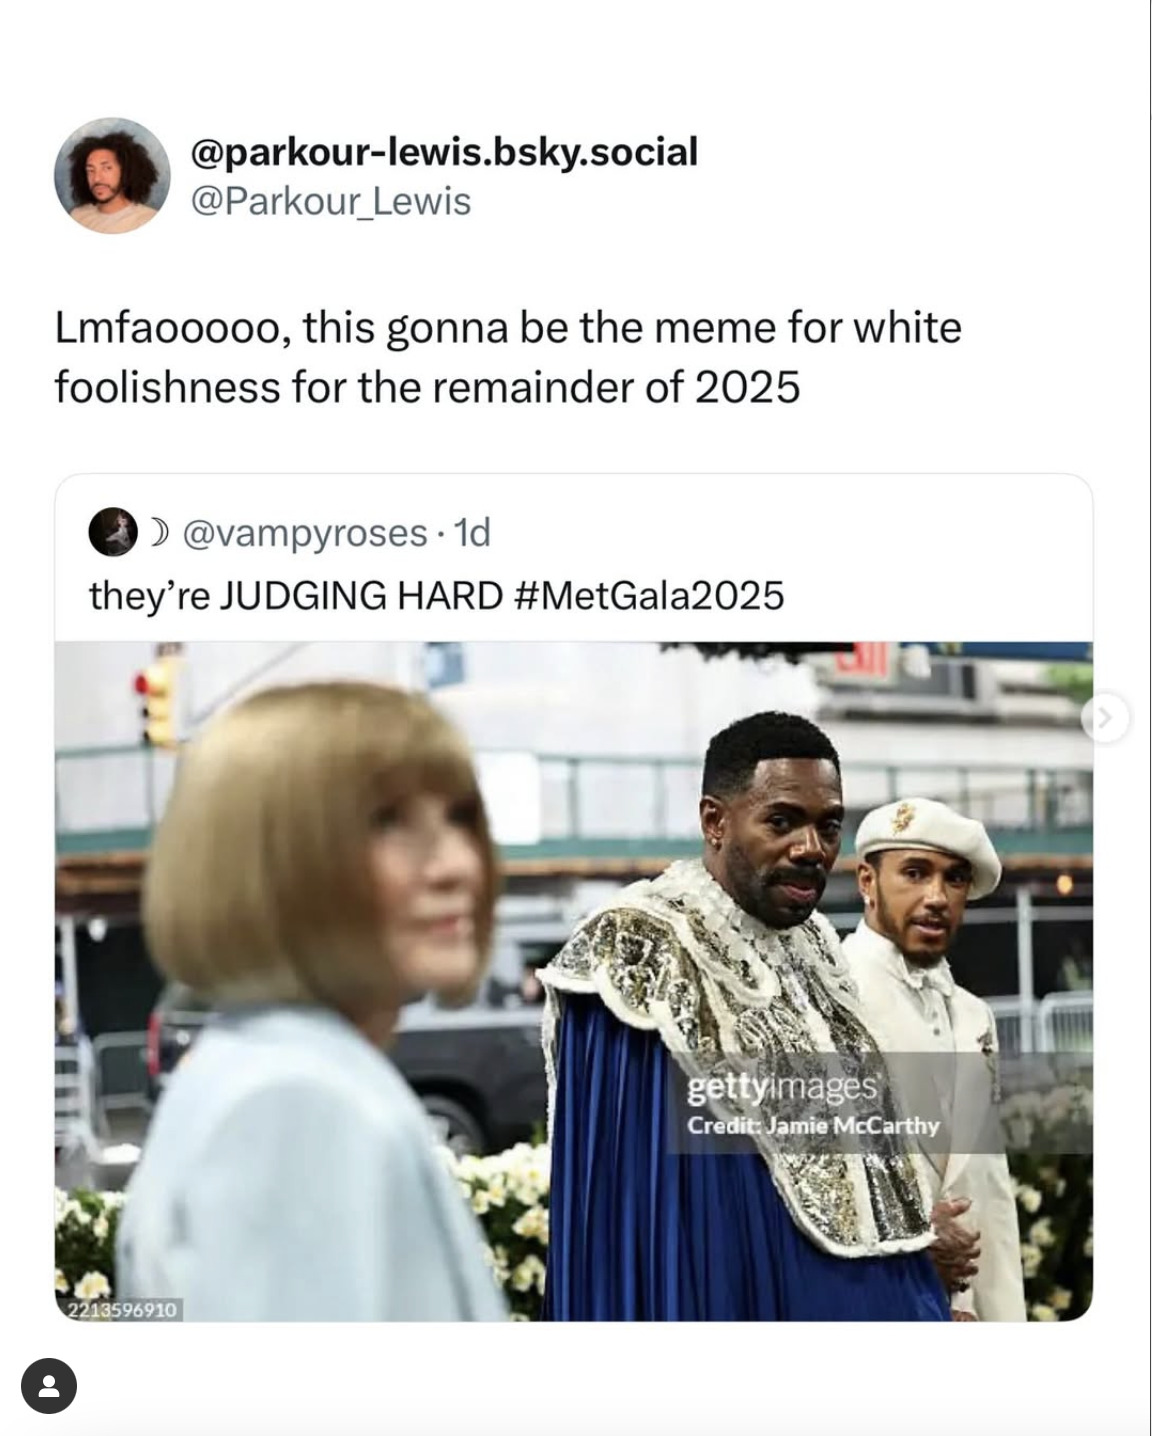 @parkour-lewis.bsky.social
@Parkour_Lewis
Lmfaooooo, this gonna be the meme for white
foolishness for the remainder of 2025
@vampyroses · 1d
they’re JUDGING HARD #MetGala2025
EXIT
gettyimages®
Credit: Jamie McCarthy
2213596910